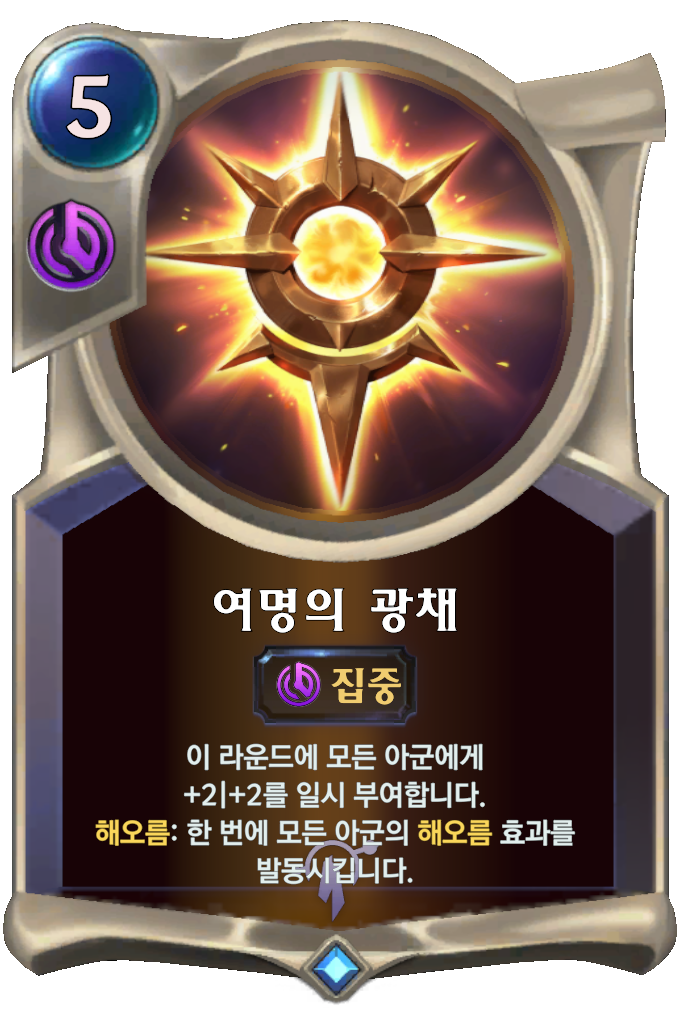 5
여명의 광채
집중
이 라운드에 모든 아군에게
+2|+2를 일시 부여합니다.
해오름: 한 번에 모든 아군의 해오름 효과를
발동시킵니다.